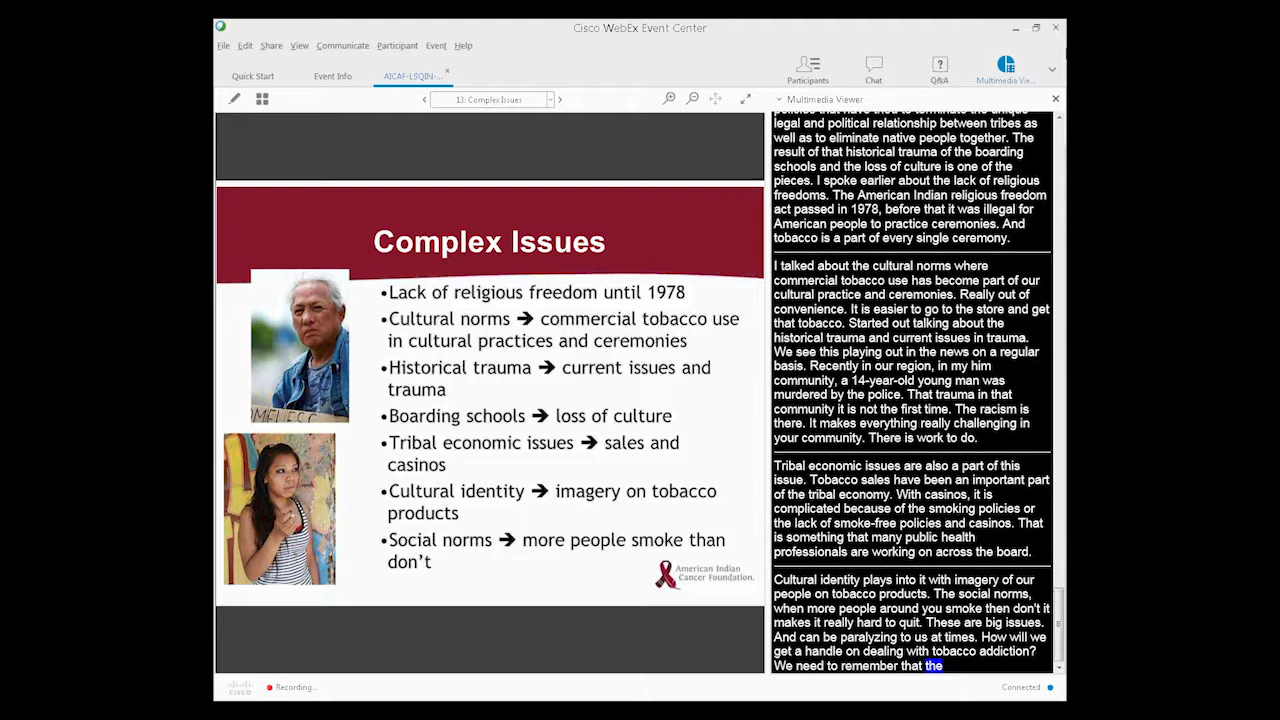 Cisco WebEx Event Center
File Edit Share View Communicate Participant Event Help
Quick Start Event Info AICAF-LSQIN-...
Participants Chat Q&A Multimedia Vie...
13: Complex Issues
Multimedia Viewer
Complex Issues
•Lack of religious freedom until 1978
•Cultural norms → commercial tobacco use
in cultural practices and ceremonies
•Historical trauma → current issues and
trauma
•Boarding schools → loss of culture
•Tribal economic issues → sales and
casinos
•Cultural identity → imagery on tobacco
products
•Social norms → more people smoke than
don't
OMELESS
American Indian
Cancer Foundation.
policies that have tried to terminate the unique
legal and political relationship between tribes as
well as to eliminate native people together. The
result of that historical trauma of the boarding
schools and the loss of culture is one of the
pieces. I spoke earlier about the lack of religious
freedoms. The American Indian religious freedom
act passed in 1978, before that it was illegal for
American people to practice ceremonies. And
tobacco is a part of every single ceremony.
I talked about the cultural norms where
commercial tobacco use has become part of our
cultural practice and ceremonies. Really out of
convenience. It is easier to go to the store and get
that tobacco. Started out talking about the
historical trauma and current issues in trauma.
We see this playing out in the news on a regular
basis. Recently in our region, in my him
community, a 14-year-old young man was
murdered by the police. That trauma in that
community it is not the first time. The racism is
there. It makes everything really challenging in
your community. There is work to do.
Tribal economic issues are also a part of this
issue. Tobacco sales have been an important part
of the tribal economy. With casinos, it is
complicated because of the smoking policies or
the lack of smoke-free policies and casinos. That
is something that many public health
professionals are working on across the board.
Cultural identity plays into it with imagery of our
people on tobacco products. The social norms,
when more people around you smoke then don't it
makes it really hard to quit. These are big issues.
And can be paralyzing to us at times. How will we
get a handle on dealing with tobacco addiction?
We need to remember that the
cisco
Recording...
Connected